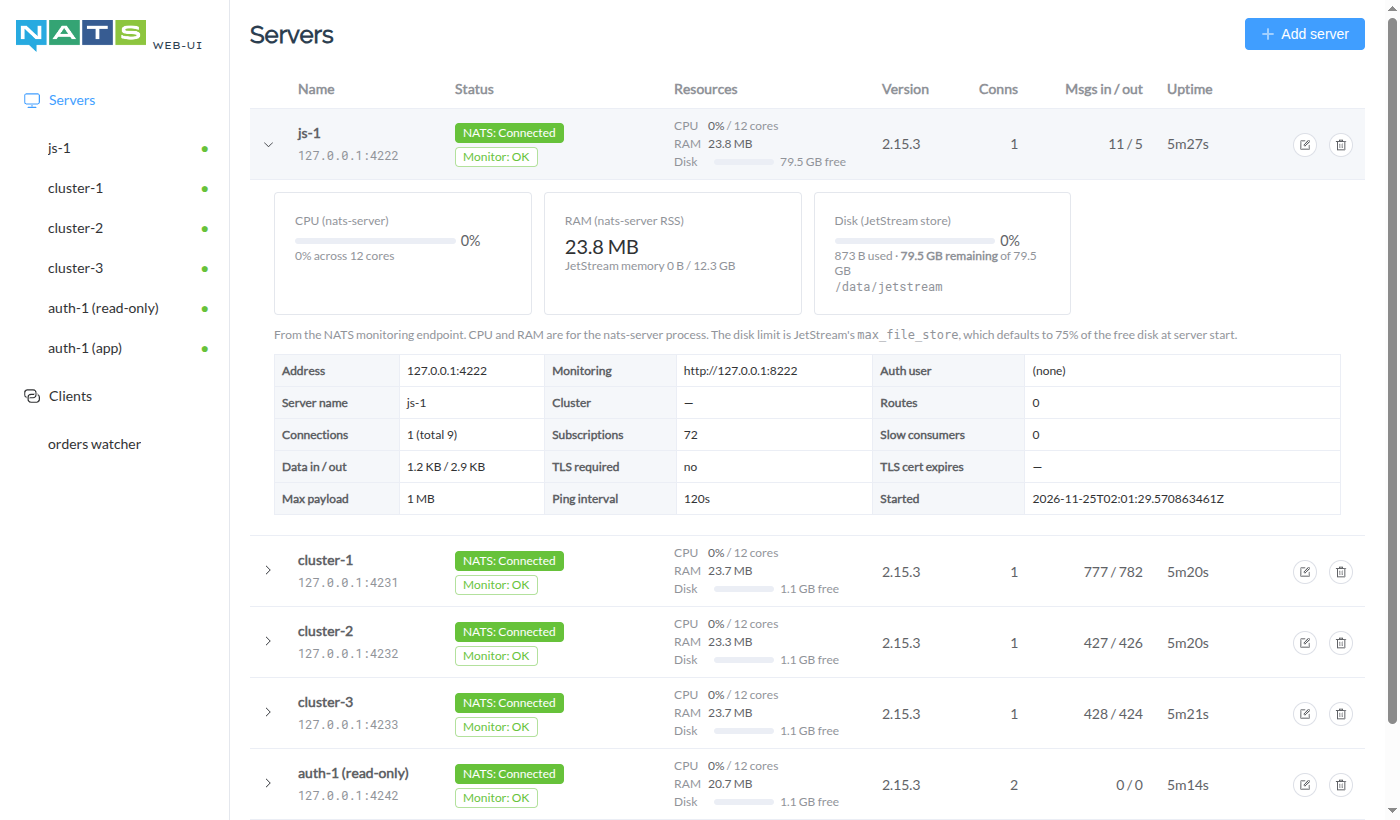 NATS WEB-UI
Servers
js-1
cluster-1
cluster-2
cluster-3
auth-1 (read-only)
auth-1 (app)
Clients
orders watcher
Servers
Add server
Name Status Resources Version Conns Msgs in / out Uptime
js-1
127.0.0.1:4222
NATS: Connected
Monitor: OK
CPU 0% / 12 cores
RAM 23.8 MB
Disk 79.5 GB free
2.15.3 1 11 / 5 5m27s
CPU (nats-server)
0%
0% across 12 cores
RAM (nats-server RSS)
23.8 MB
JetStream memory 0 B / 12.3 GB
Disk (JetStream store)
0%
873 B used · 79.5 GB remaining of 79.5
GB
/data/jetstream
From the NATS monitoring endpoint. CPU and RAM are for the nats-server process. The disk limit is JetStream's max_file_store, which defaults to 75% of the free disk at server start.
Address 127.0.0.1:4222 Monitoring http://127.0.0.1:8222 Auth user (none)
Server name js-1 Cluster — Routes 0
Connections 1 (total 9) Subscriptions 72 Slow consumers 0
Data in / out 1.2 KB / 2.9 KB TLS required no TLS cert expires —
Max payload 1 MB Ping interval 120s Started 2026-11-25T02:01:29.570863461Z
cluster-1
127.0.0.1:4231
NATS: Connected
Monitor: OK
CPU 0% / 12 cores
RAM 23.7 MB
Disk 1.1 GB free
2.15.3 1 777 / 782 5m20s
cluster-2
127.0.0.1:4232
NATS: Connected
Monitor: OK
CPU 0% / 12 cores
RAM 23.3 MB
Disk 1.1 GB free
2.15.3 1 427 / 426 5m20s
cluster-3
127.0.0.1:4233
NATS: Connected
Monitor: OK
CPU 0% / 12 cores
RAM 23.7 MB
Disk 1.1 GB free
2.15.3 1 428 / 424 5m21s
auth-1 (read-only)
127.0.0.1:4242
NATS: Connected
Monitor: OK
CPU 0% / 12 cores
RAM 20.7 MB
Disk 1.1 GB free
2.15.3 2 0 / 0 5m14s